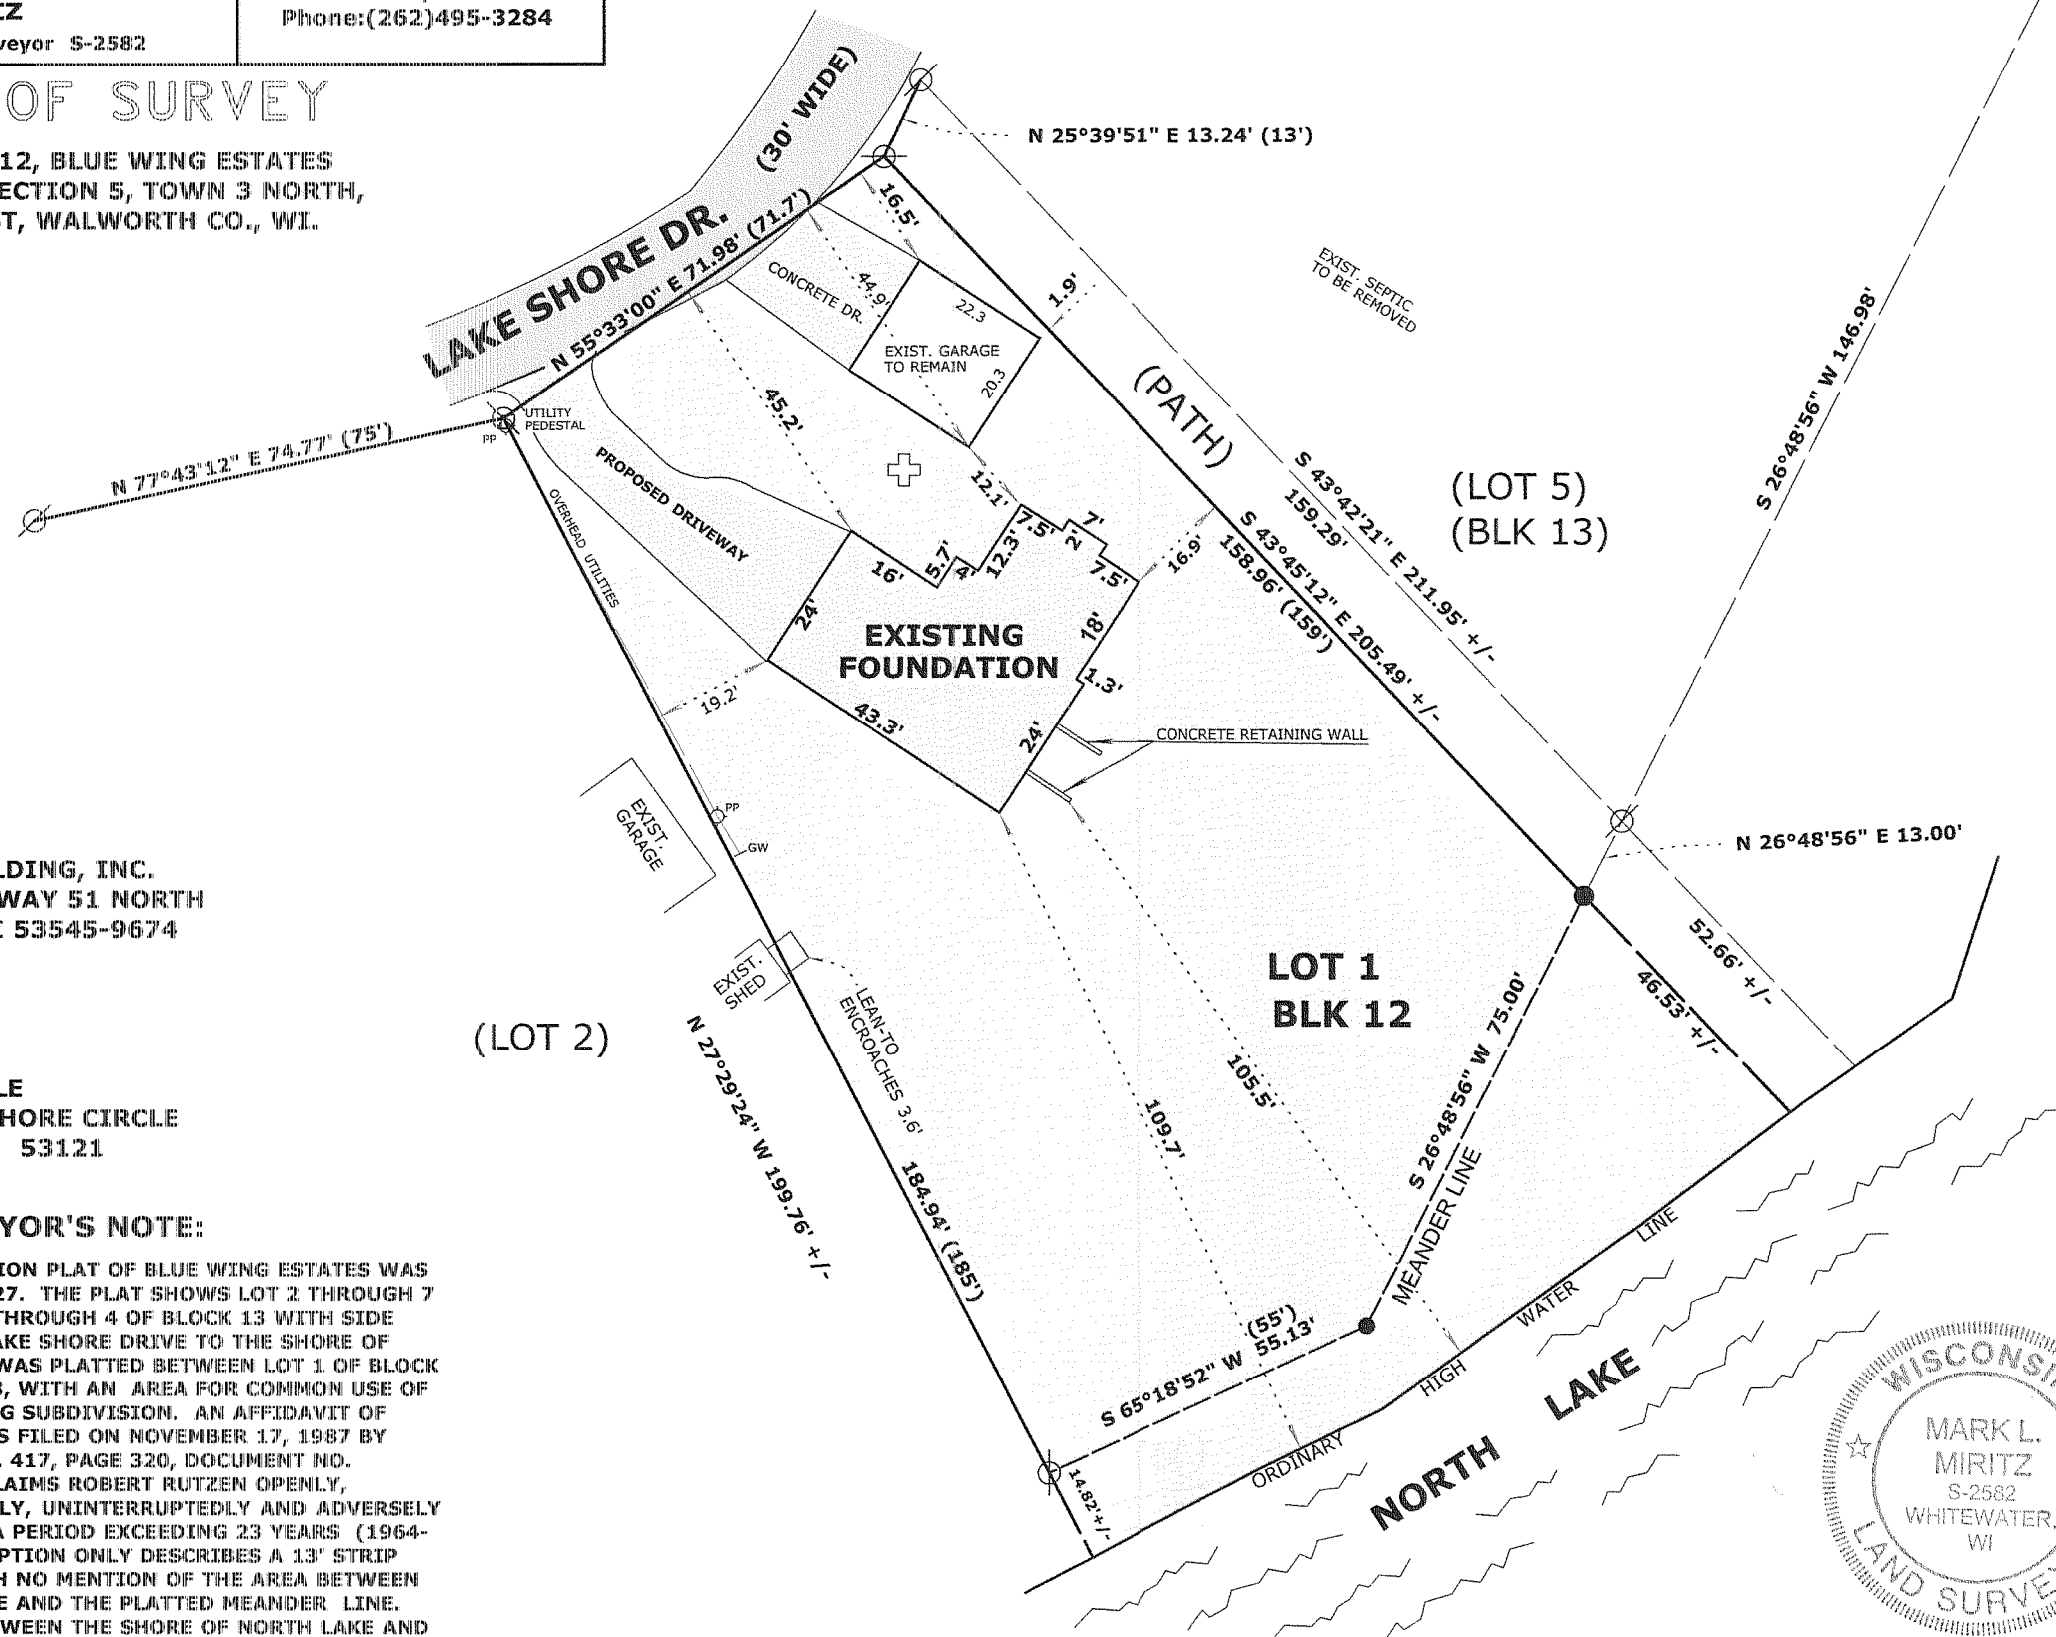 TZ
veyor S-2582
Phone:(262)495-3284
OF SURVEY
12, BLUE WING ESTATES
ECTION 5, TOWN 3 NORTH,
ST, WALWORTH CO., WI.
LAKE SHORE DR.
(30' WIDE)
N 25°39'51" E 13.24' (13')
N 55°33'00" E 71.98' (71.7')
16.5'
1.9'
CONCRETE DR.
44.9'
22.3
EXIST. GARAGE
TO REMAIN
20.3
EXIST. SEPTIC
TO BE REMOVED
S 26°48'56" W 146.98'
UTILITY
PEDESTAL
PP
N 77°43'12" E 74.77' (75')
45.2'
(PATH)
PROPOSED DRIVEWAY
OVERHEAD UTILITIES
12.1'
7.5'
7'
2'
7.5'
16'
5.7'
4'
12.3'
16.9'
S 43°42'21" E 211.95' +/-
159.29'
S 43°45'12" E 205.49' +/-
158.96' (159')
(LOT 5)
(BLK 13)
24'
EXISTING
FOUNDATION
18'
1.3'
19.2'
43.3'
24'
CONCRETE RETAINING WALL
EXIST.
GARAGE
PP
GW
N 26°48'56" E 13.00'
LDING, INC.
WAY 51 NORTH
53545-9674
EXIST.
SHED
LEAN-TO
ENCROACHES 3.6'
(LOT 2)
LOT 1
BLK 12
52.66' +/-
46.53' +/-
N 27°29'24" W 199.76' +/-
184.94' (185')
109.7'
105.5'
S 26°48'56" W 75.00'
MEANDER LINE
LE
HORE CIRCLE
53121
(55')
S 65°18'52" W 55.13'
14.82'+/-
ORDINARY
HIGH
WATER
LINE
NORTH LAKE
YOR'S NOTE:
ION PLAT OF BLUE WING ESTATES WAS
27. THE PLAT SHOWS LOT 2 THROUGH 7
THROUGH 4 OF BLOCK 13 WITH SIDE
AKE SHORE DRIVE TO THE SHORE OF
WAS PLATTED BETWEEN LOT 1 OF BLOCK
3, WITH AN AREA FOR COMMON USE OF
G SUBDIVISION. AN AFFIDAVIT OF
S FILED ON NOVEMBER 17, 1987 BY
. 417, PAGE 320, DOCUMENT NO.
LAIMS ROBERT RUTZEN OPENLY,
LY, UNINTERRUPTEDLY AND ADVERSELY
A PERIOD EXCEEDING 23 YEARS (1964-
PTION ONLY DESCRIBES A 13' STRIP
H NO MENTION OF THE AREA BETWEEN
E AND THE PLATTED MEANDER LINE.
WEEN THE SHORE OF NORTH LAKE AND
WISCONSIN
MARK L.
MIRITZ
S-2582
WHITEWATER,
WI
LAND SURVEY